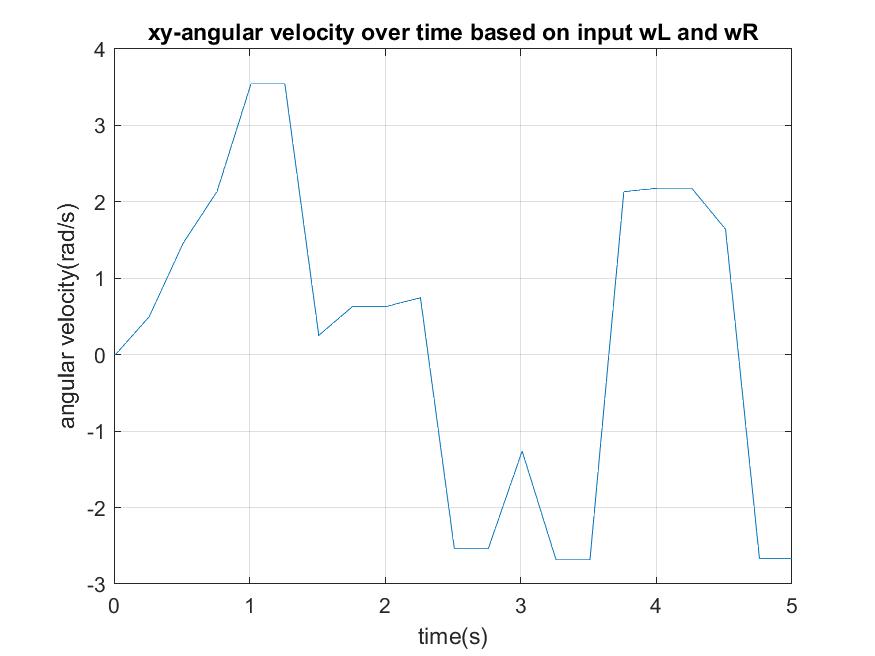 xy-angular velocity over time based on input wL and wR
4
3
2
1
0
-1
-2
-3
angular velocity(rad/s)
0 1 2 3 4 5
time(s)